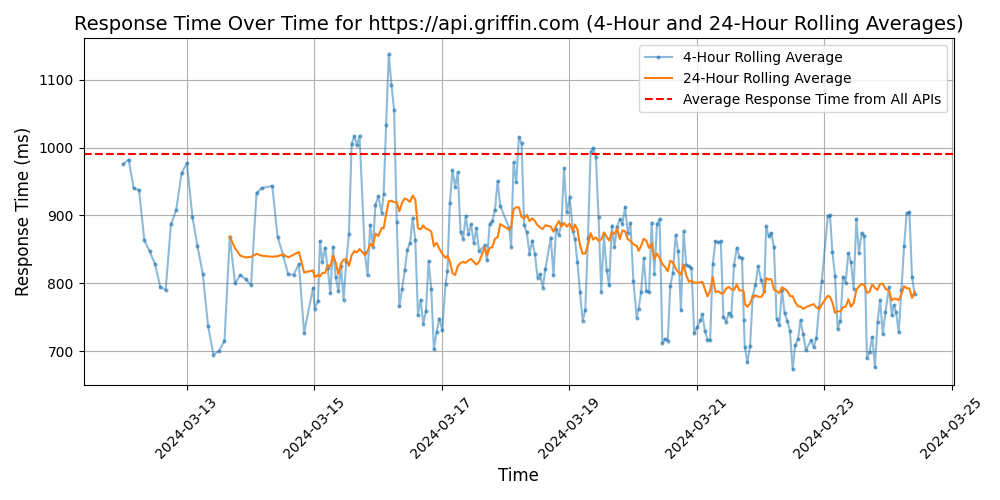 Response Time Over Time for https://api.griffin.com (4-Hour and 24-Hour Rolling Averages)
4-Hour Rolling Average
24-Hour Rolling Average
Average Response Time from All APIs
Response Time (ms)
1100
1000
900
800
700
2024-03-13
2024-03-15
2024-03-17
2024-03-19
2024-03-21
2024-03-23
2024-03-25
Time